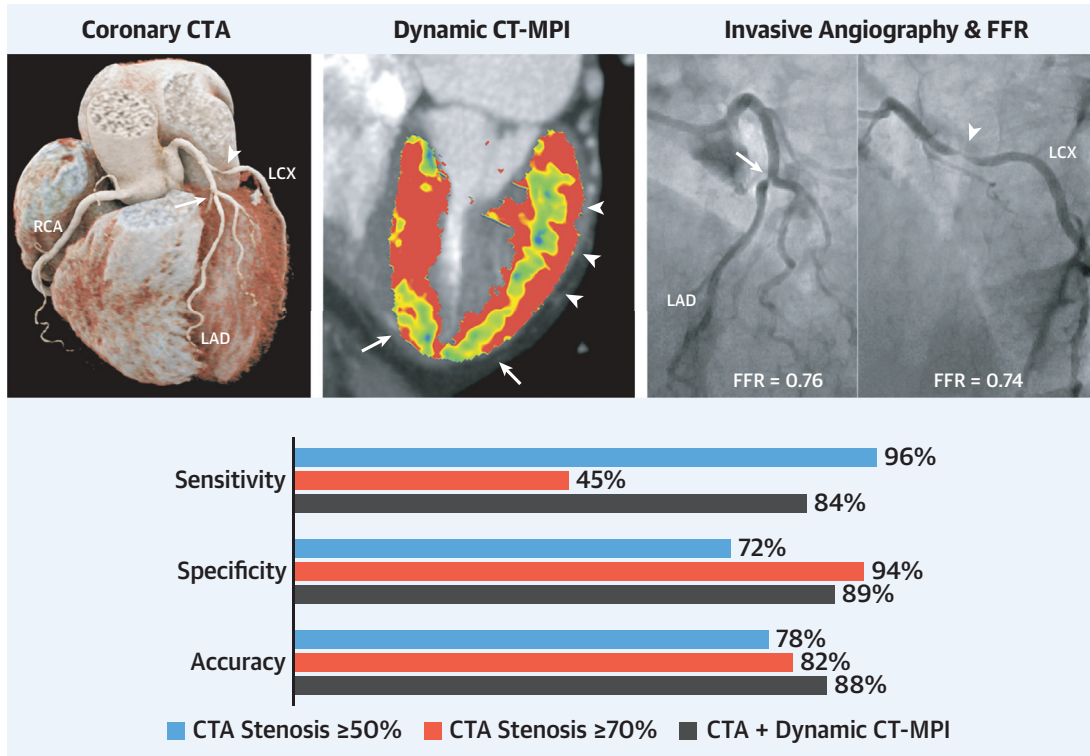 Coronary CTA
Dynamic CT-MPI
Invasive Angiography & FFR
LCX
RCA
LAD
LCX
LAD
FFR = 0.76
FFR = 0.74
Sensitivity
96%
45%
84%
Specificity
72%
94%
89%
Accuracy
78%
82%
88%
CTA Stenosis ≥50%
CTA Stenosis ≥70%
CTA + Dynamic CT-MPI